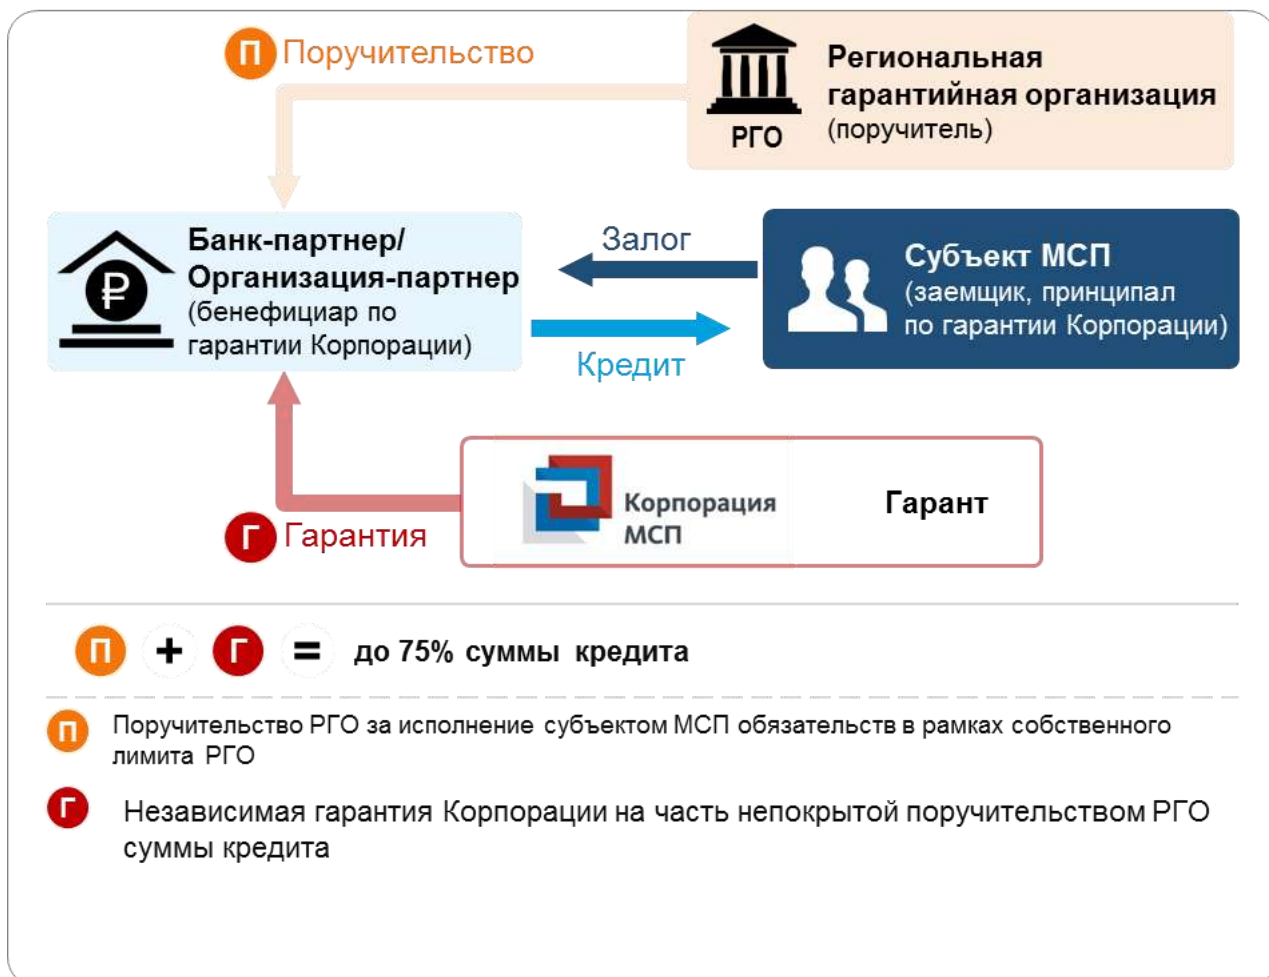 П Поручительство
Региональная
гарантийная организация
(поручитель)
РГО
Банк-партнер/
Организация-партнер
(бенефициар по
гарантии Корпорации)
₽
Залог
Кредит
Субъект МСП
(заемщик, принципал
по гарантии Корпорации)
Корпорация
МСП
Гарант
Г Гарантия
П + Г = до 75% суммы кредита
П Поручительство РГО за исполнение субъектом МСП обязательств в рамках собственного
лимита РГО
Г Независимая гарантия Корпорации на часть непокрытой поручительством РГО
суммы кредита